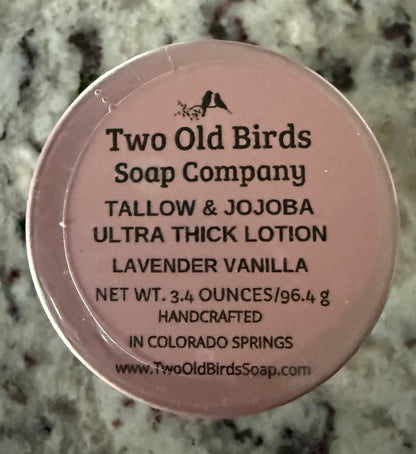 Two Old Birds
Soap Company
TALLOW & JOJOBA
ULTRA THICK LOTION
LAVENDER VANILLA
NET WT. 3.4 OUNCES/96.4 g
HANDCRAFTED
IN COLORADO SPRINGS
www.TwoOldBirdsSoap.com